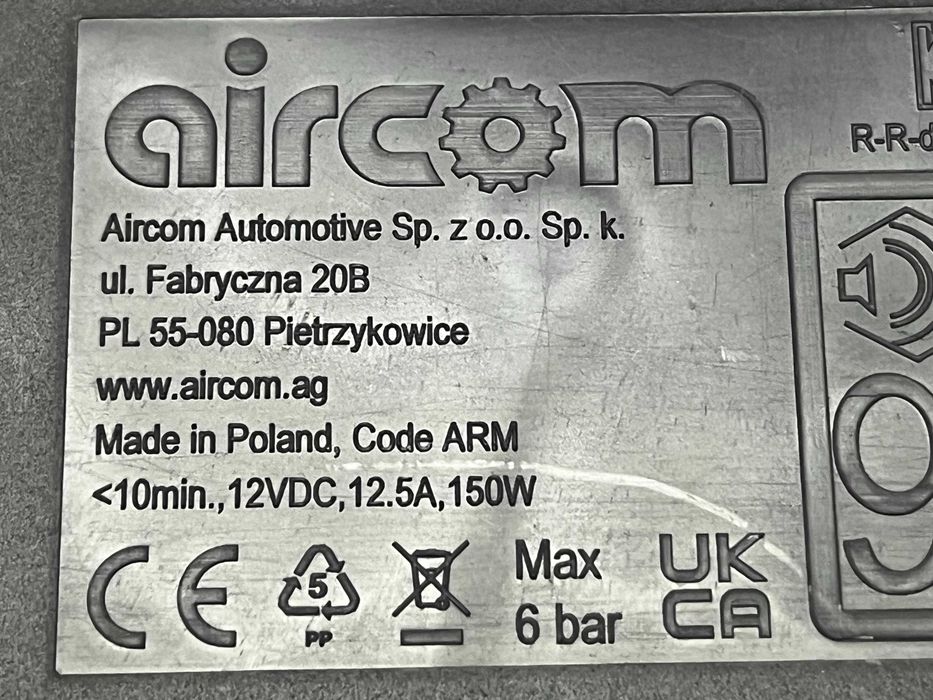 aircom
Aircom Automotive Sp. z o.o. Sp. k.
ul. Fabryczna 20B
PL 55-080 Pietrzykowice
www.aircom.ag
Made in Poland, Code ARM
<10min.,12VDC,12.5A,150W
CE
5
PP
Max
6 bar
UK
CA
R-R-d